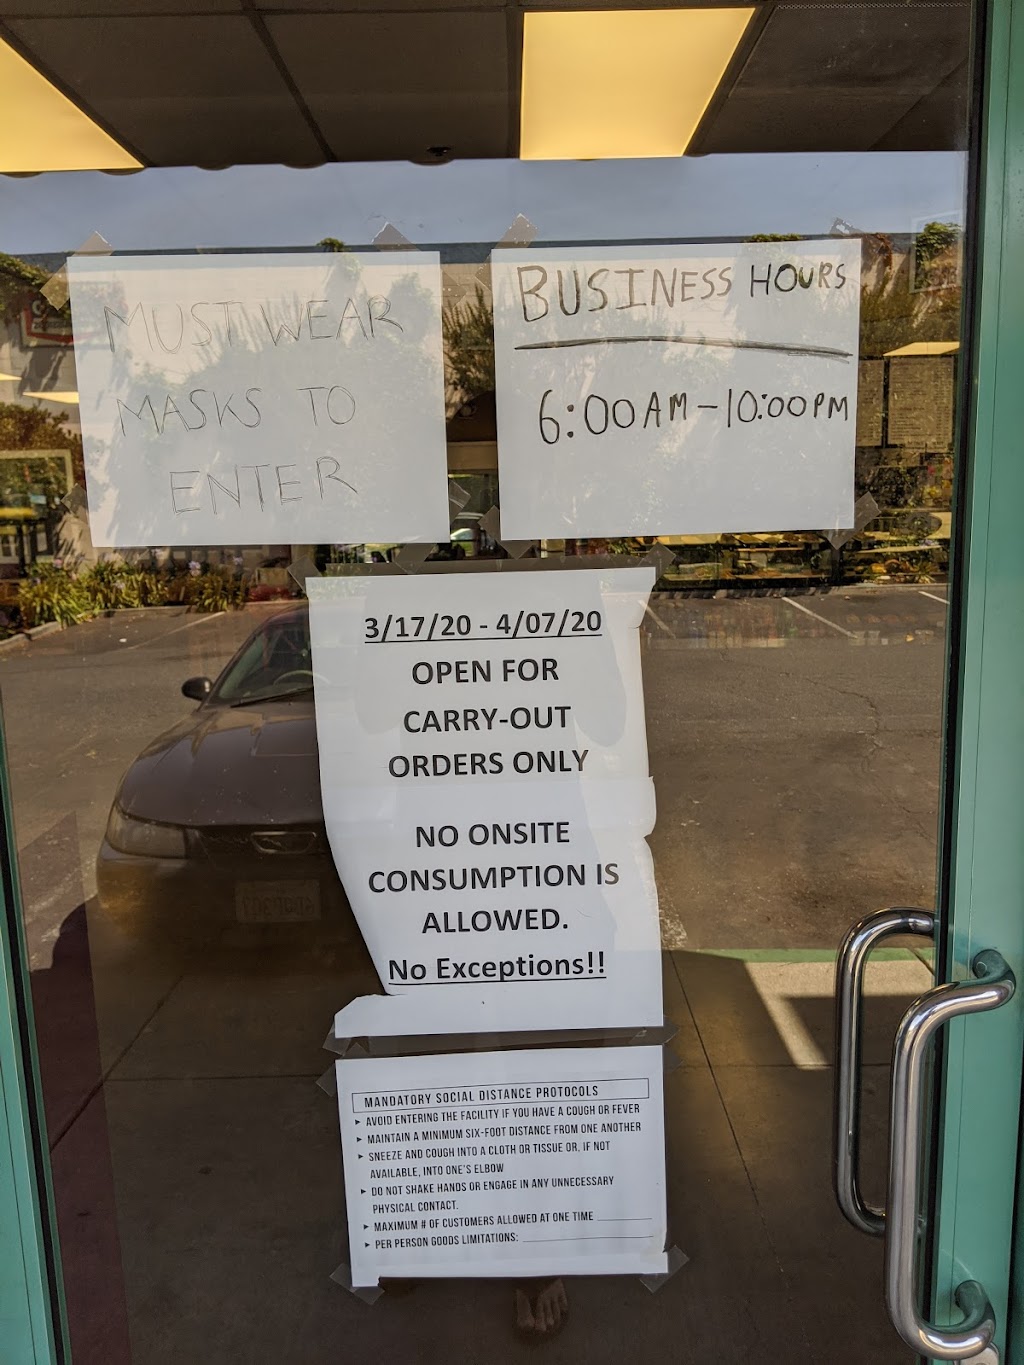 MUST WEAR
MASKS TO
ENTER
BUSINESS HOURS
6:00AM-10:00PM
3/17/20 - 4/07/20
OPEN FOR
CARRY-OUT
ORDERS ONLY
NO ONSITE
CONSUMPTION IS
ALLOWED.
No Exceptions!!
MANDATORY SOCIAL DISTANCE PROTOCOLS
▸ AVOID ENTERING THE FACILITY IF YOU HAVE A COUGH OR FEVER
▸ MAINTAIN A MINIMUM SIX-FOOT DISTANCE FROM ONE ANOTHER
▸ SNEEZE AND COUGH INTO A CLOTH OR TISSUE OR, IF NOT
AVAILABLE, INTO ONE'S ELBOW
▸ DO NOT SHAKE HANDS OR ENGAGE IN ANY UNNECESSARY
PHYSICAL CONTACT.
▸ MAXIMUM # OF CUSTOMERS ALLOWED AT ONE TIME ________
▸ PER PERSON GOODS LIMITATIONS: ____________________